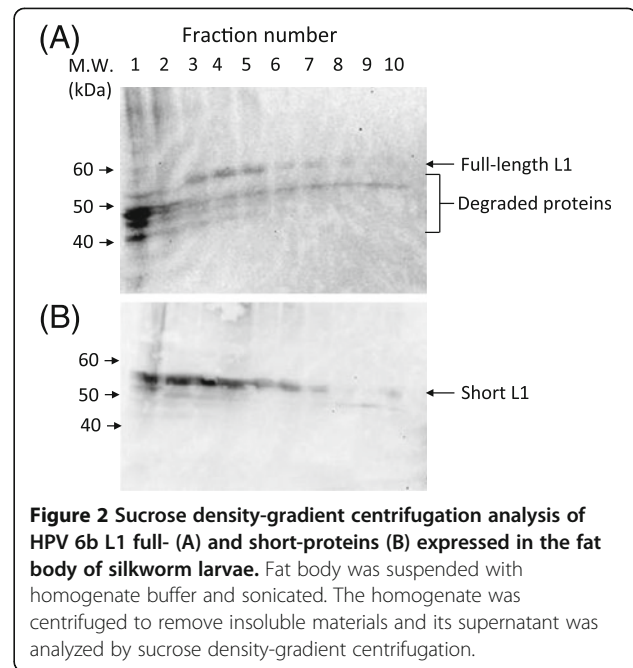 (A)
Fraction number
M.W. 1 2 3 4 5 6 7 8 9 10
(kDa)
60
Full-length L1
50
Degraded proteins
40
(B)
60
50
Short L1
40
Figure 2 Sucrose density-gradient centrifugation analysis of
HPV 6b L1 full- (A) and short-proteins (B) expressed in the fat
body of silkworm larvae. Fat body was suspended with
homogenate buffer and sonicated. The homogenate was
centrifuged to remove insoluble materials and its supernatant was
analyzed by sucrose density-gradient centrifugation.